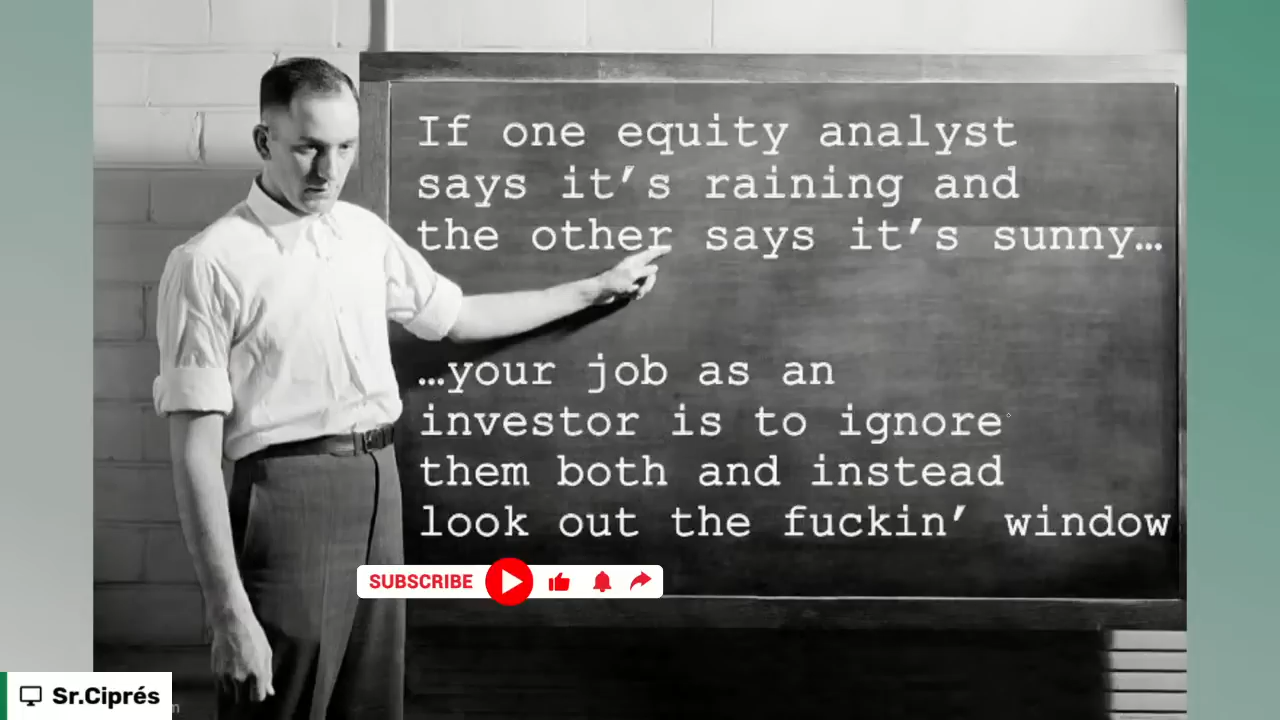 If one equity analyst
says it's raining and
the other says it's sunny…
…your job as an
investor is to ignore
them both and instead
look out the fuckin' window
SUBSCRIBE
Sr.Ciprés
m